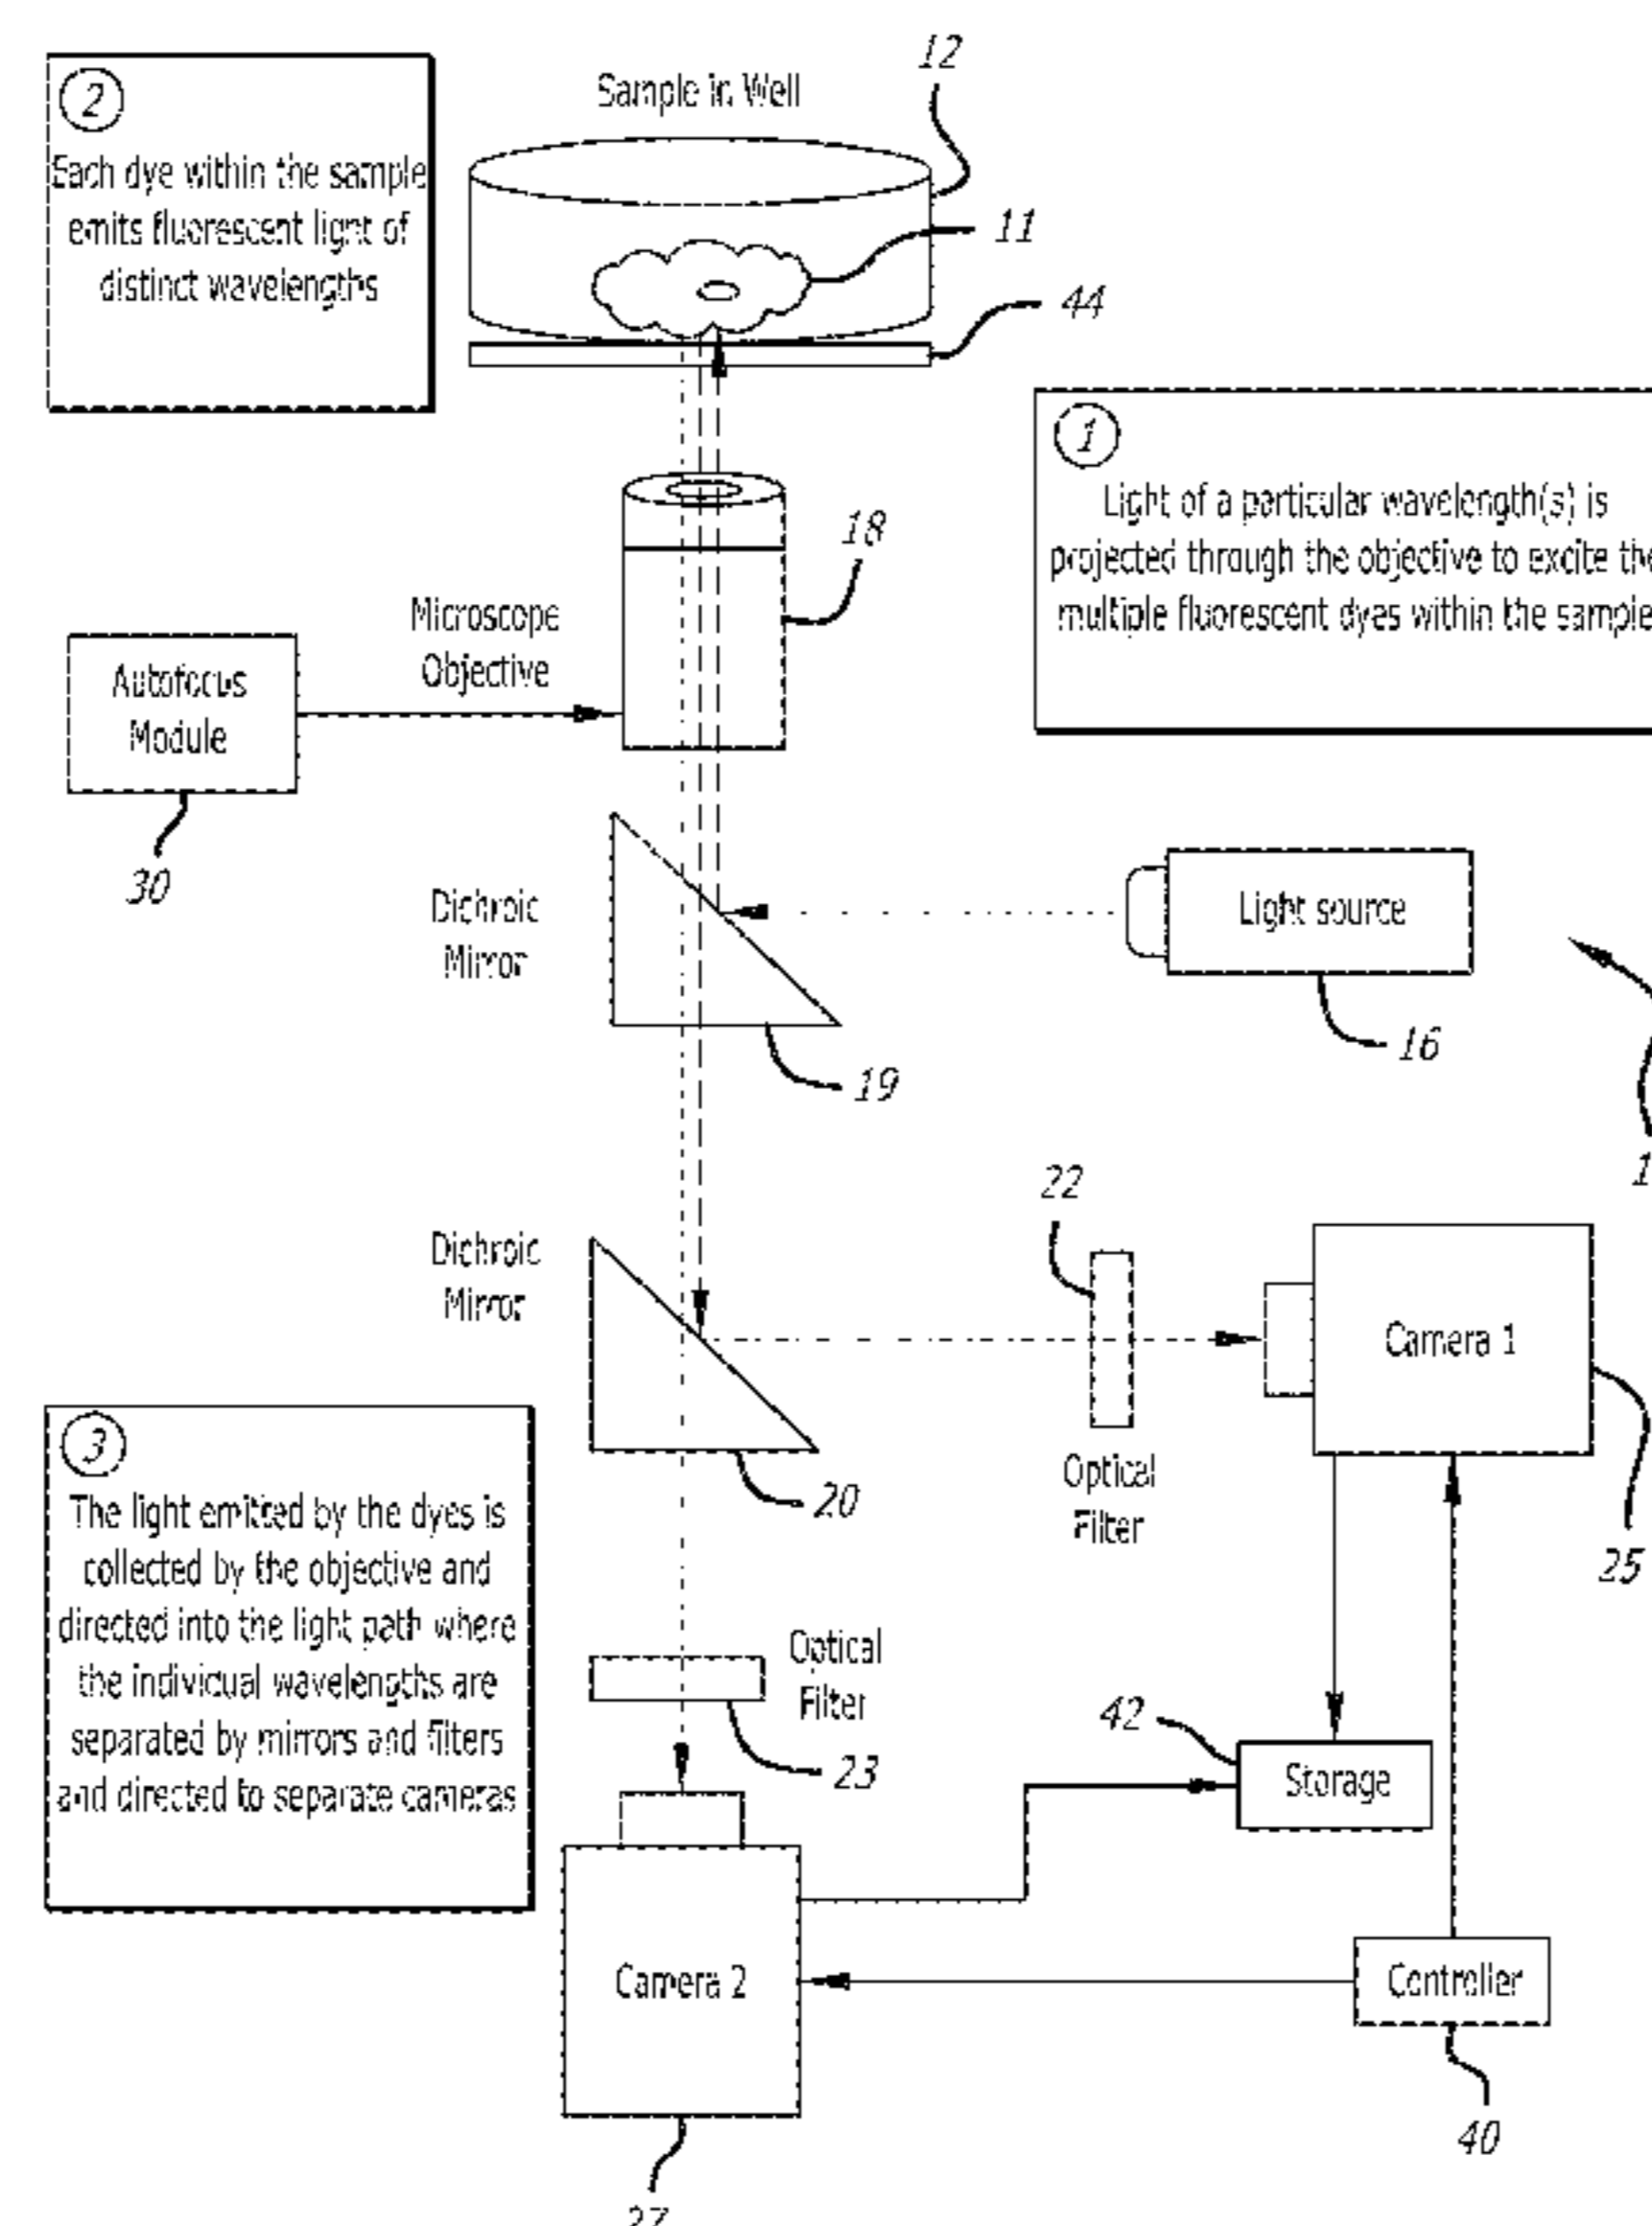 12
Sample in Well
2
Each dye within the sample
emits fluorescent light of
distinct wavelengths
11
44
1
Light of a particular wavelength(s) is
projected through the objective to excite the
multiple fluorescent dyes within the sample
18
Microscope
Objective
Autofocus
Module
30
Dichroic
Mirror
Light source
16
19
22
Dichroic
Mirror
Camera 1
Optical
Filter
20
25
3
The light emitted by the dyes is
collected by the objective and
directed into the light path where
the individual wavelengths are
separated by mirrors and filters
and directed to separate cameras
Optical
Filter
23
42
Storage
Camera 2
Controller
40